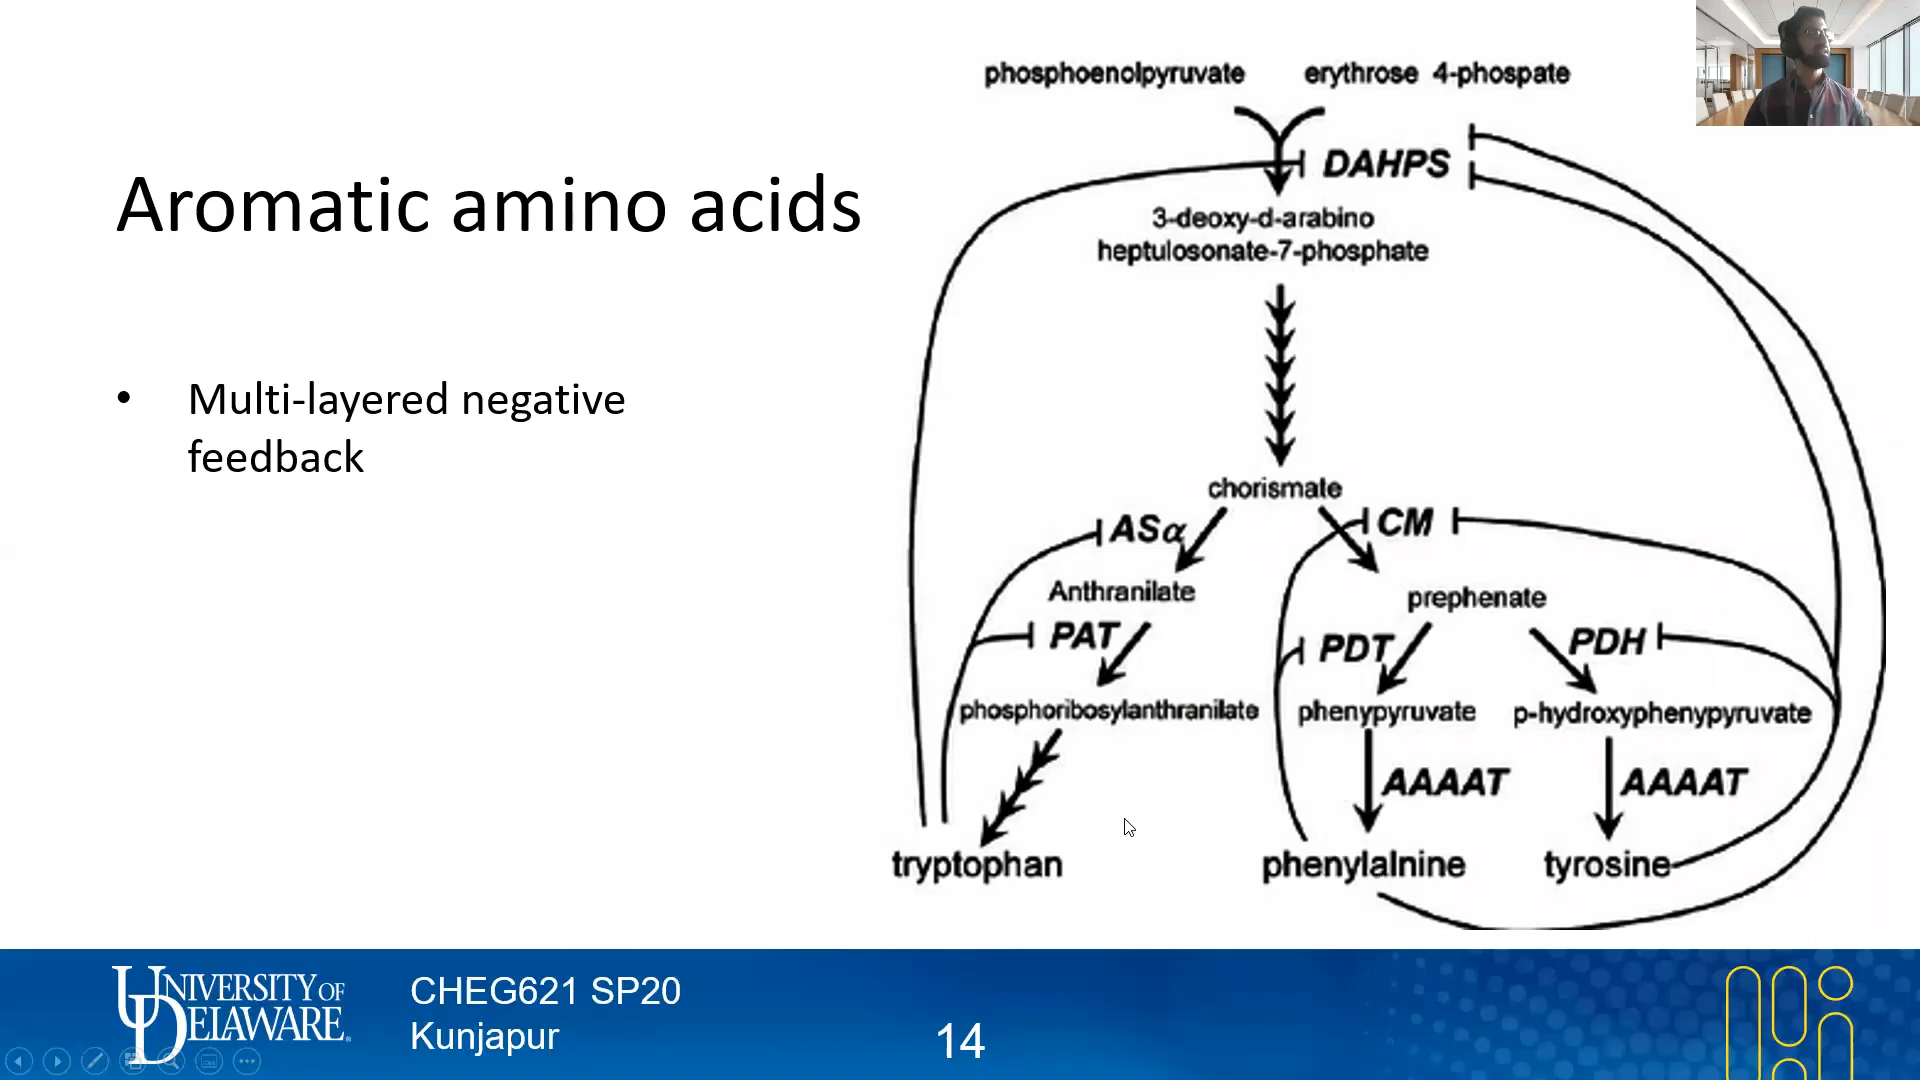 Aromatic amino acids
• Multi-layered negative
feedback
phosphoenolpyruvate erythrose 4-phospate
DAHPS
3-deoxy-d-arabino
heptulosonate-7-phosphate
chorismate
ASα CM
Anthranilate prephenate
PAT PDT PDH
phosphoribosylanthranilate phenypyruvate p-hydroxyphenypyruvate
AAAAT AAAAT
tryptophan phenylalnine tyrosine
UNIVERSITY OF
DELAWARE.
CHEG621 SP20
Kunjapur
14